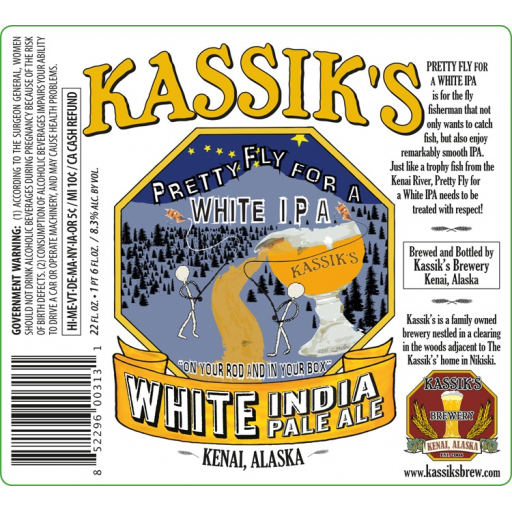 GOVERNMENT WARNING: (1) ACCORDING TO THE SURGEON GENERAL, WOMEN
SHOULD NOT DRINK ALCOHOLIC BEVERAGES DURING PREGNANCY BECAUSE OF THE RISK
OF BIRTH DEFECTS. (2) CONSUMPTION OF ALCOHOLIC BEVERAGES IMPAIRS YOUR ABILITY
TO DRIVE A CAR OR OPERATE MACHINERY, AND MAY CAUSE HEALTH PROBLEMS.
HI-ME-VT-DE-MA-NY-IA-OR 5¢ / MI 10¢ / CA CASH REFUND
22 FL OZ. • 1 PT 6 FL OZ. / 8.3% ALC BY VOL.
8 52296 00313 1
KASSIK'S
PRETTY FLY FOR A
WHITE I P A
KASSIK'S
"ON YOUR ROD AND IN YOUR BOX"
WHITE INDIA
PALE ALE
KENAI, ALASKA
PRETTY FLY FOR
A WHITE IPA
is for the fly
fisherman that not
only wants to catch
fish, but also enjoy
remarkably smooth IPA.
Just like a trophy fish from the
Kenai River, Pretty Fly for
a White IPA needs to be
treated with respect!
Brewed and Bottled by
Kassik's Brewery
Kenai, Alaska
Kassik's is a family owned
brewery nestled in a clearing
in the woods adjacent to The
Kassik's' home in Nikiski.
KASSIK'S
BREWERY
KENAI, ALASKA
www.kassiksbrew.com